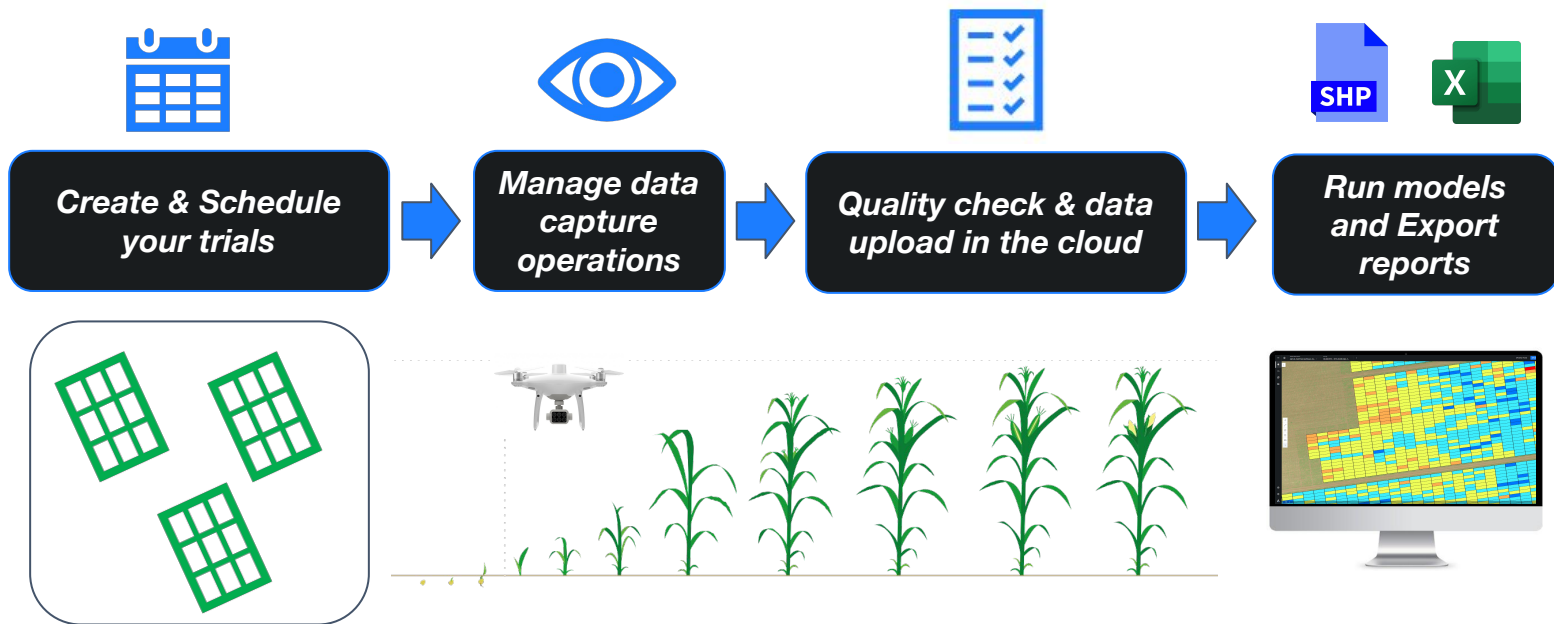 SHP
X
Create & Schedule
your trials
Manage data
capture
operations
Quality check & data
upload in the cloud
Run models
and Export
reports